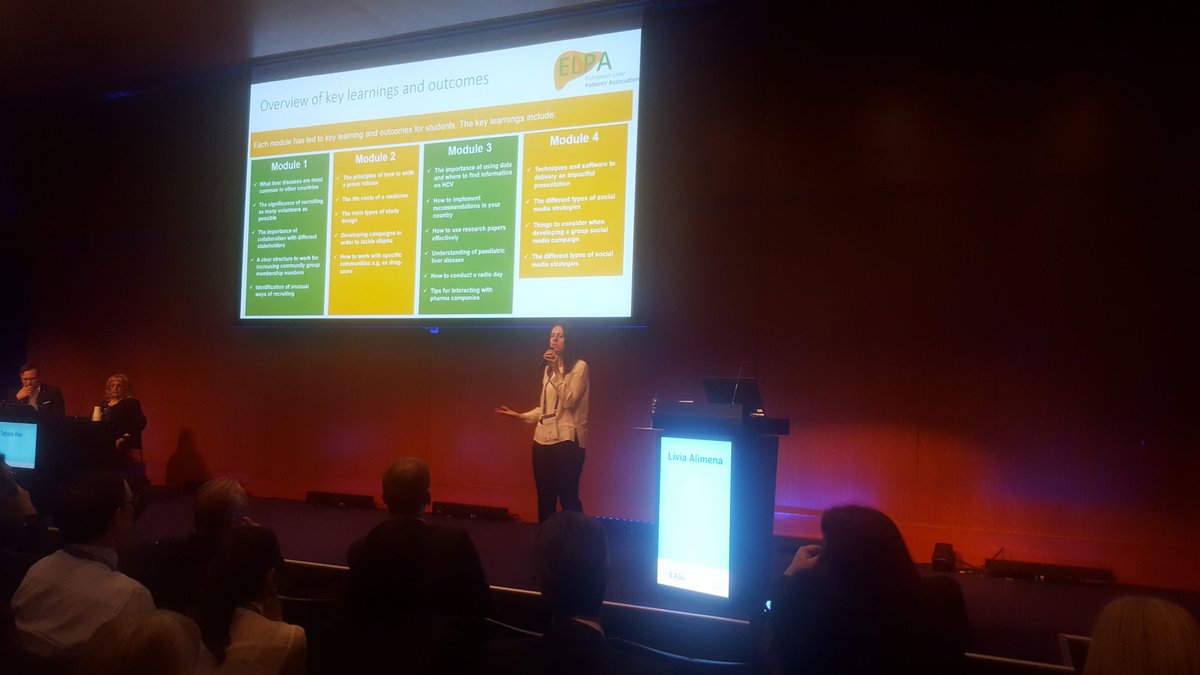 ELPA
European Liver
Patients' Association
Overview of key learnings and outcomes
Each module has led to key learning and outcomes for students. The key learnings include:
Module 1
✓ What liver diseases are most
common in other countries
✓ The significance of recruiting
as many volunteers as
possible
✓ The importance of
collaboration with different
stakeholders
✓ A clear structure to work for
increasing community group
membership numbers
✓ Identification of unusual
ways of recruiting
Module 2
✓ The principles of how to write
a press release
✓ The life circle of a medicine
✓ The main types of study
design
✓ Developing campaigns in
order to tackle stigma
✓ How to work with specific
communities e.g. ex drug-
users
Module 3
✓ The importance of using data
and where to find information
on HCV
✓ How to implement
recommendations in your
country
✓ How to use research papers
effectively
✓ Understanding of paediatric
liver disease
✓ How to conduct a radio day
✓ Tips for interacting with
pharma companies
Module 4
✓ Techniques and software to
delivery an impactful
presentation
✓ The different types of social
media strategies
✓ Things to consider when
developing a group social
media campaign
✓ The different types of social
media strategies
Livia Alimena
EASL